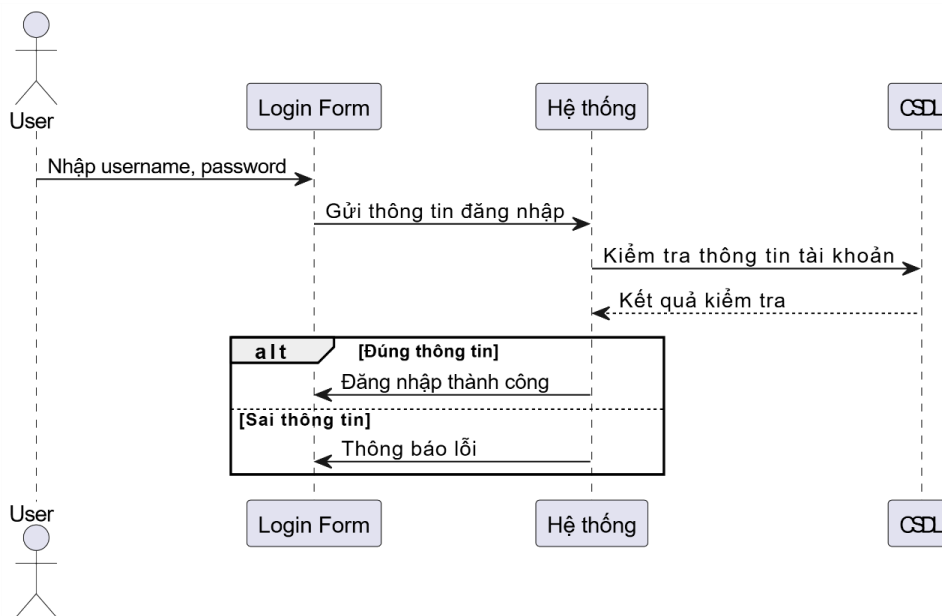 User
Login Form
Hệ thống
CSDL
Nhập username, password
Gửi thông tin đăng nhập
Kiểm tra thông tin tài khoản
Kết quả kiểm tra
alt [Đúng thông tin]
Đăng nhập thành công
[Sai thông tin]
Thông báo lỗi
User
Login Form
Hệ thống
CSDL